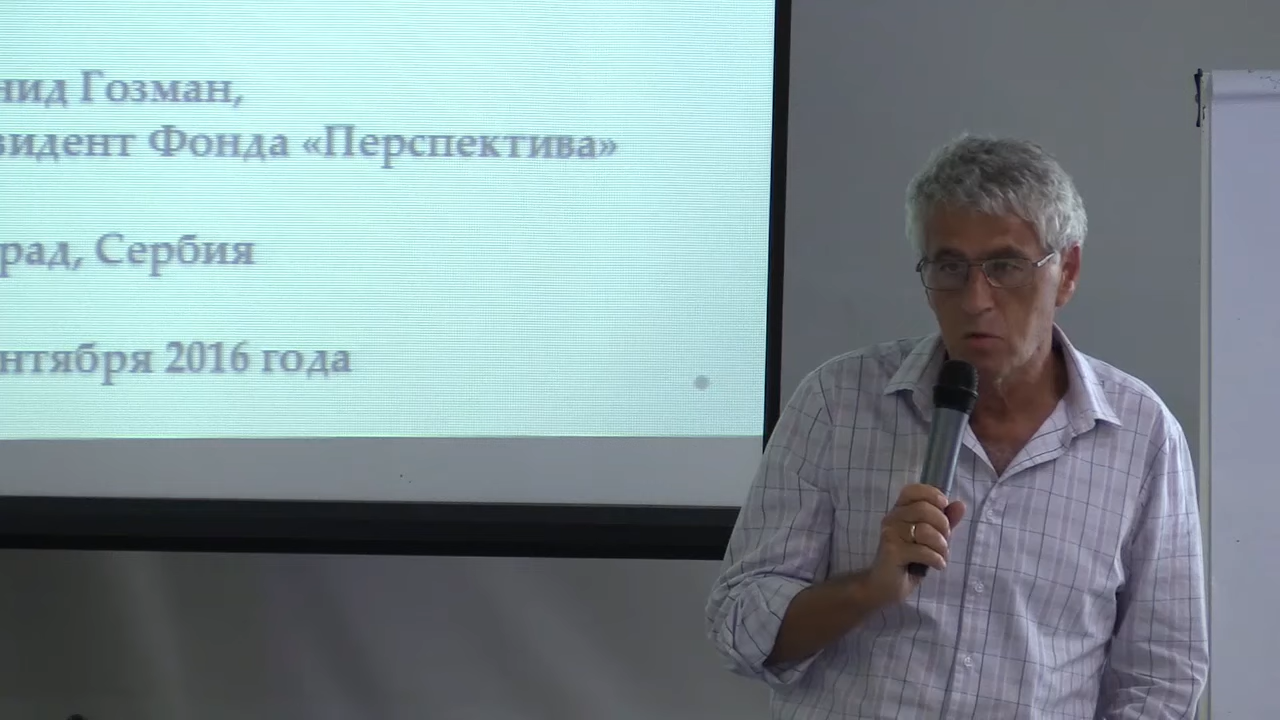 нид Гозман,
зидент Фонда «Перспектива»
рад, Сербия
нтября 2016 года